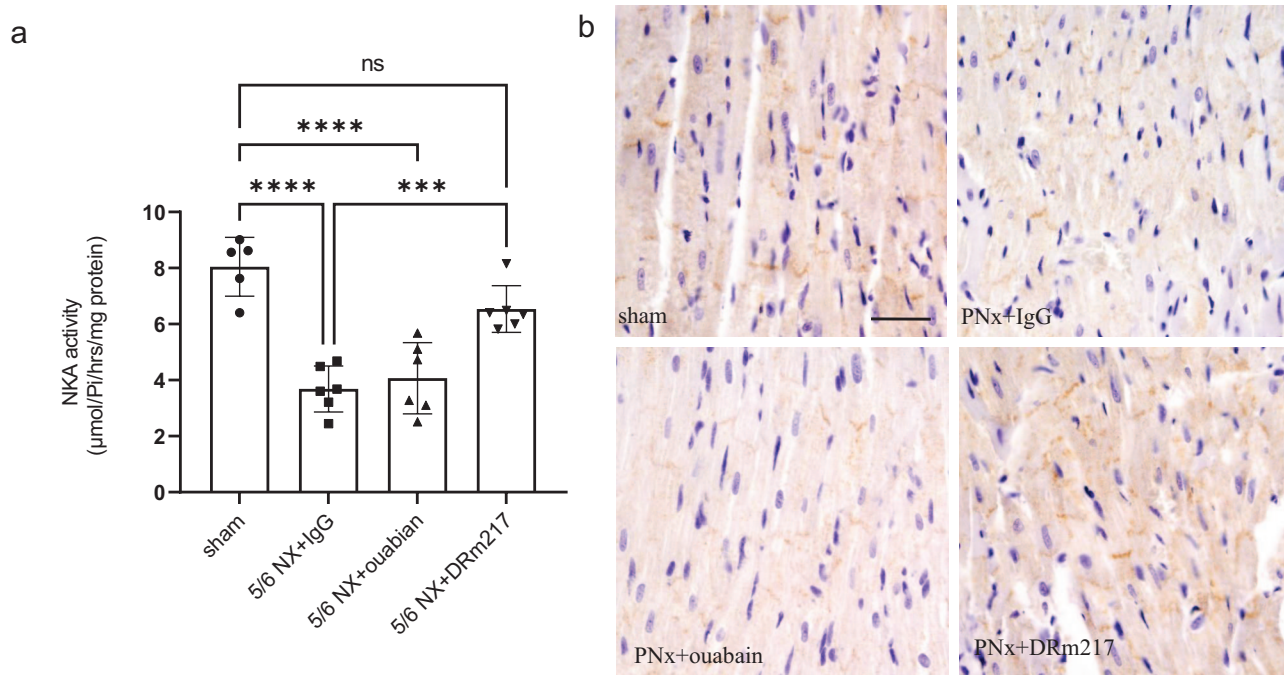 a
ns
****
****
***
NKA activity
(μmol/Pi/hrs/mg protein)
10
8
6
4
2
0
sham
5/6 NX+IgG
5/6 NX+ouabian
5/6 NX+DRm217
b
sham
PNx+IgG
PNx+ouabain
PNx+DRm217